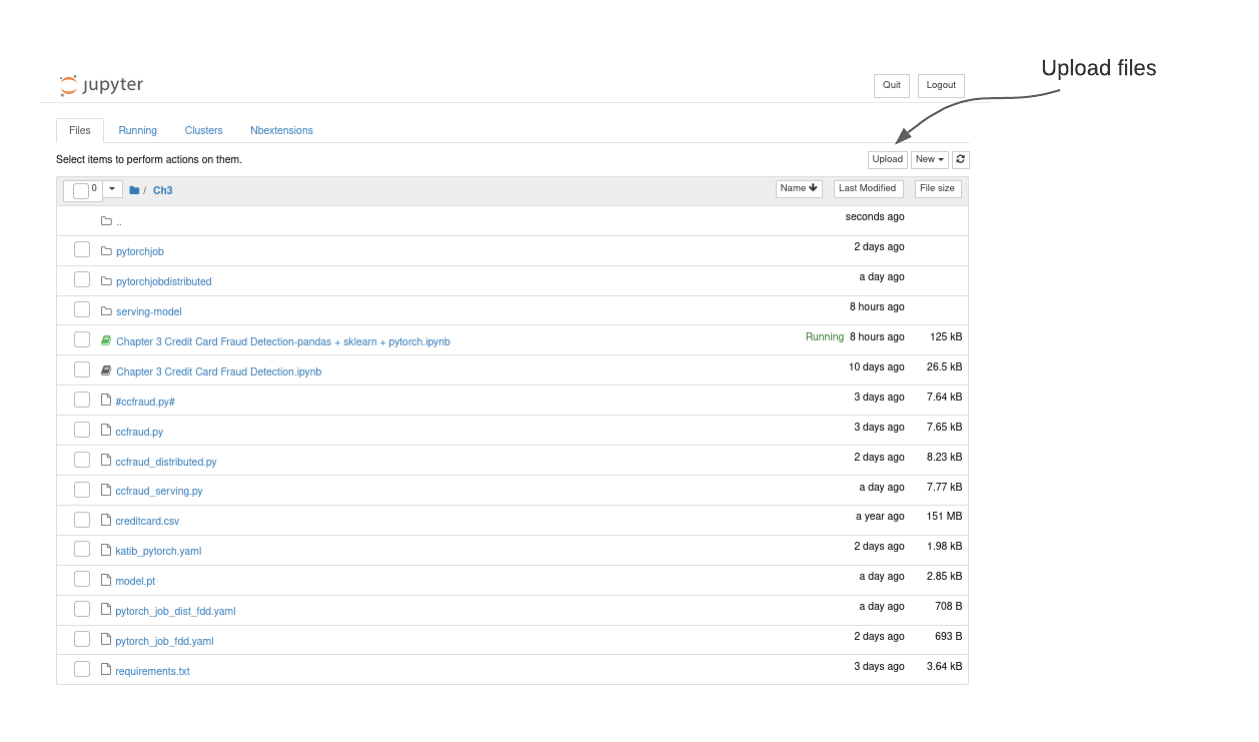 Upload files
jupyter
Quit Logout
Files Running Clusters Nbextensions
Select items to perform actions on them.
Upload New
0 / Ch3 Name Last Modified File size
.. seconds ago
pytorchjob 2 days ago
pytorchjobdistributed a day ago
serving-model 8 hours ago
Chapter 3 Credit Card Fraud Detection-pandas + sklearn + pytorch.ipynb Running 8 hours ago 125 kB
Chapter 3 Credit Card Fraud Detection.ipynb 10 days ago 26.5 kB
#ccfraud.py# 3 days ago 7.64 kB
ccfraud.py 3 days ago 7.65 kB
ccfraud_distributed.py 2 days ago 8.23 kB
ccfraud_serving.py a day ago 7.77 kB
creditcard.csv a year ago 151 MB
katib_pytorch.yaml 2 days ago 1.98 kB
model.pt a day ago 2.85 kB
pytorch_job_dist_fdd.yaml a day ago 708 B
pytorch_job_fdd.yaml 2 days ago 693 B
requirements.txt 3 days ago 3.64 kB